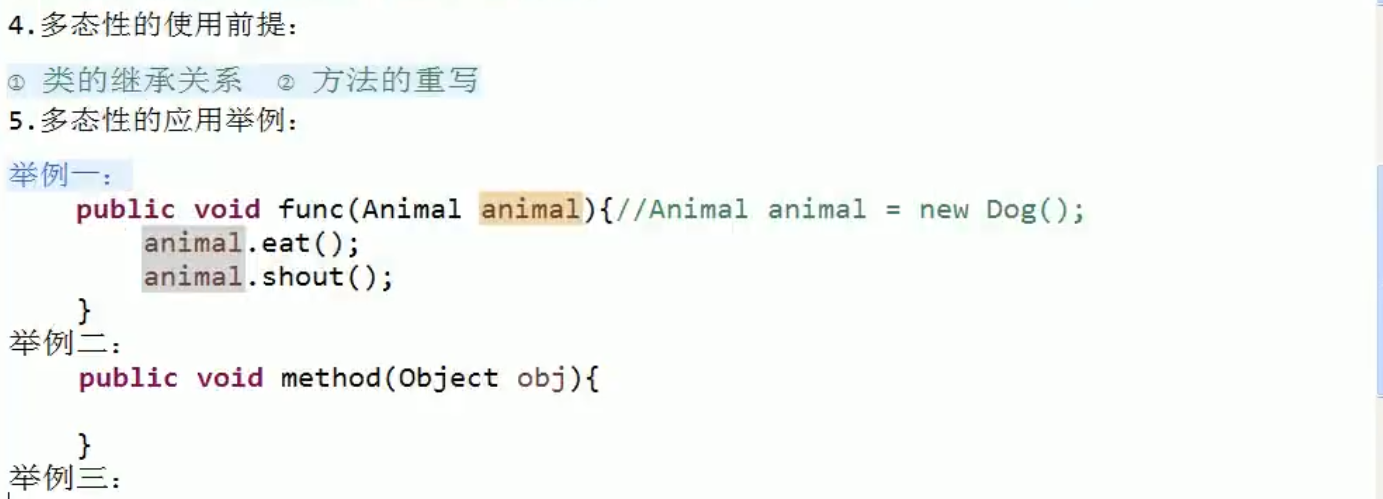 4.多态性的使用前提：
① 类的继承关系  ② 方法的重写
5.多态性的应用举例：
举例一：
    public void func(Animal animal){//Animal animal = new Dog();
        animal.eat();
        animal.shout();
    }
举例二：
    public void method(Object obj){
    }
举例三：